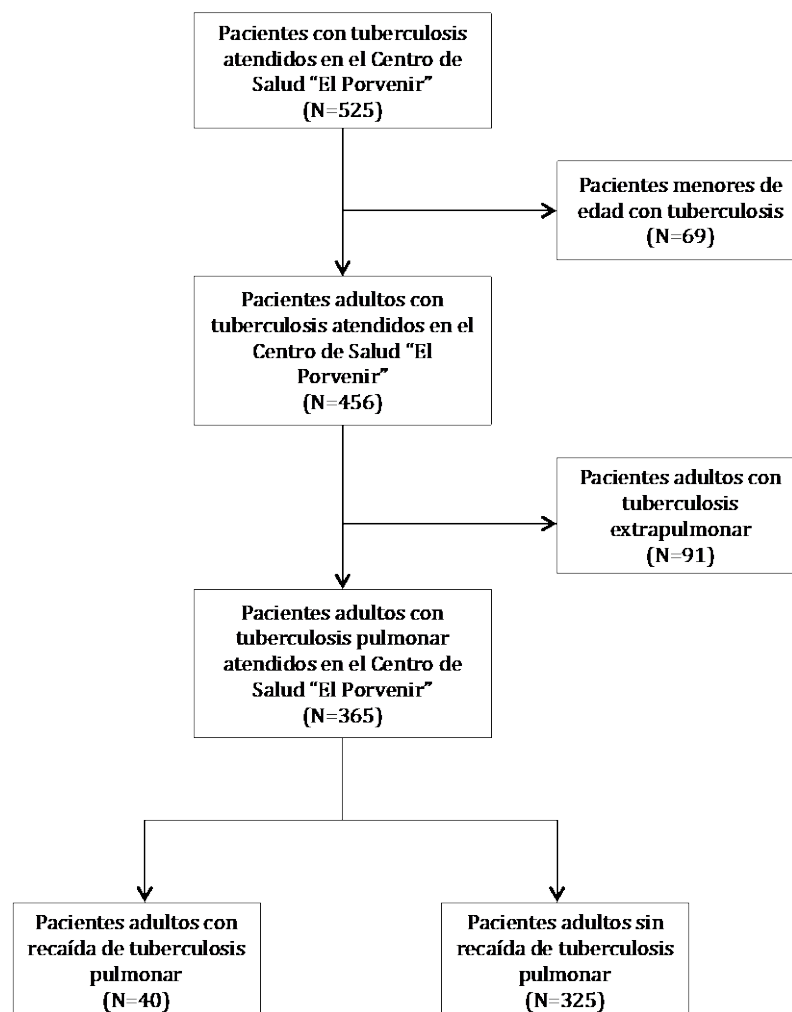 Pacientes con tuberculosis
atendidos en el Centro de
Salud “El Porvenir”
(N=525)
Pacientes menores de
edad con tuberculosis
(N=69)
Pacientes adultos con
tuberculosis atendidos en el
Centro de Salud “El
Porvenir”
(N=456)
Pacientes adultos con
tuberculosis
extrapulmonar
(N=91)
Pacientes adultos con
tuberculosis pulmonar
atendidos en el Centro de
Salud “El Porvenir”
(N=365)
Pacientes adultos con
recaída de tuberculosis
pulmonar
(N=40)
Pacientes adultos sin
recaída de tuberculosis
pulmonar
(N=325)